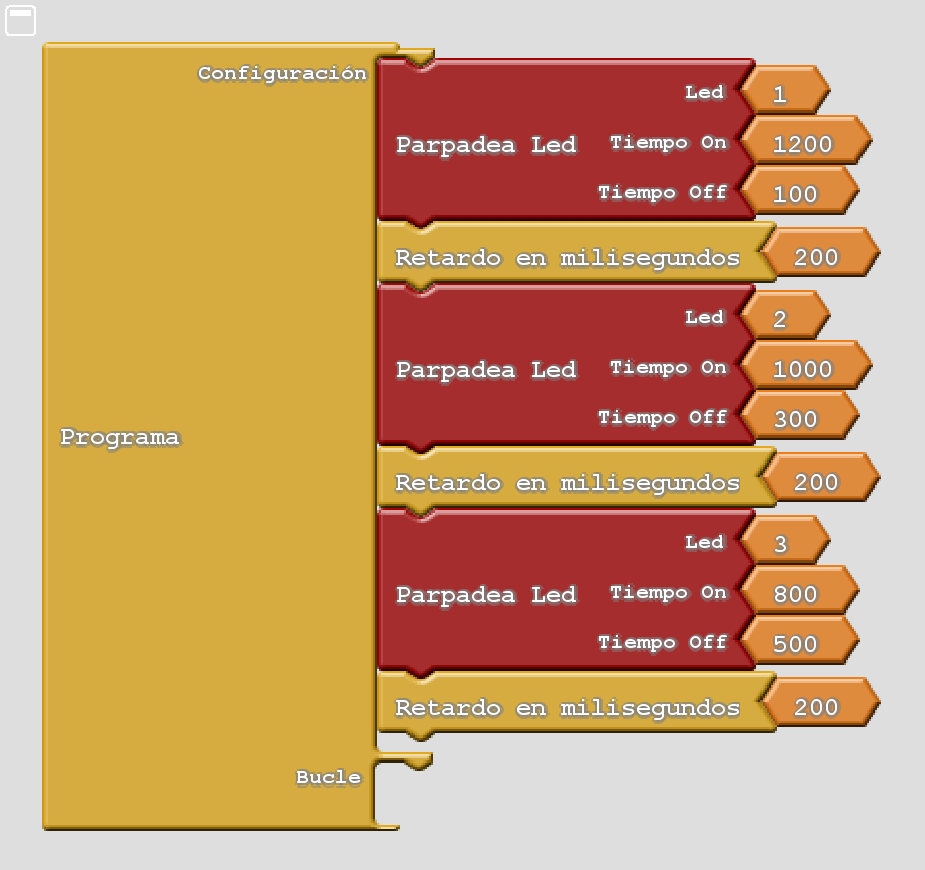 Configuración
Led 1
Parpadea Led Tiempo On 1200
Tiempo Off 100
Retardo en milisegundos 200
Led 2
Parpadea Led Tiempo On 1000
Tiempo Off 300
Programa
Retardo en milisegundos 200
Led 3
Parpadea Led Tiempo On 800
Tiempo Off 500
Retardo en milisegundos 200
Bucle